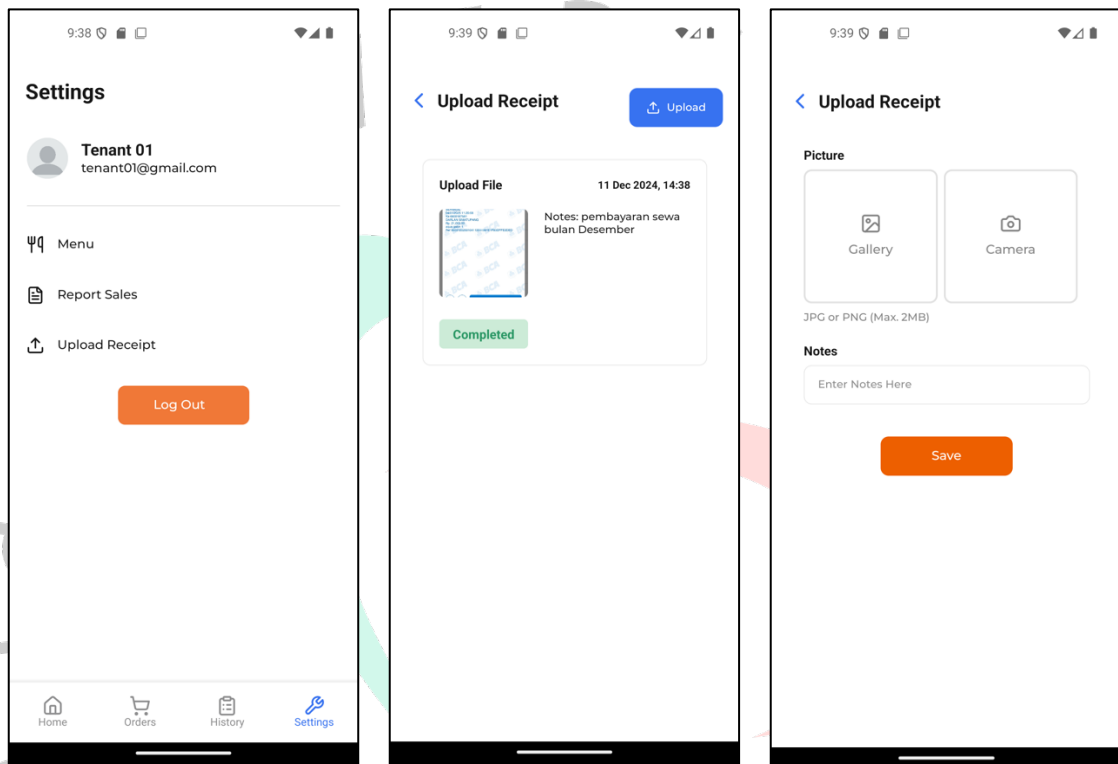 9:38
Settings
Tenant 01
tenant01@gmail.com
Menu
Report Sales
Upload Receipt
Log Out
Home
Orders
History
Settings
9:39
Upload Receipt
Upload
Upload File
11 Dec 2024, 14:38
Notes: pembayaran sewa
bulan Desember
BCA
Completed
9:39
Upload Receipt
Picture
Gallery
Camera
JPG or PNG (Max. 2MB)
Notes
Enter Notes Here
Save